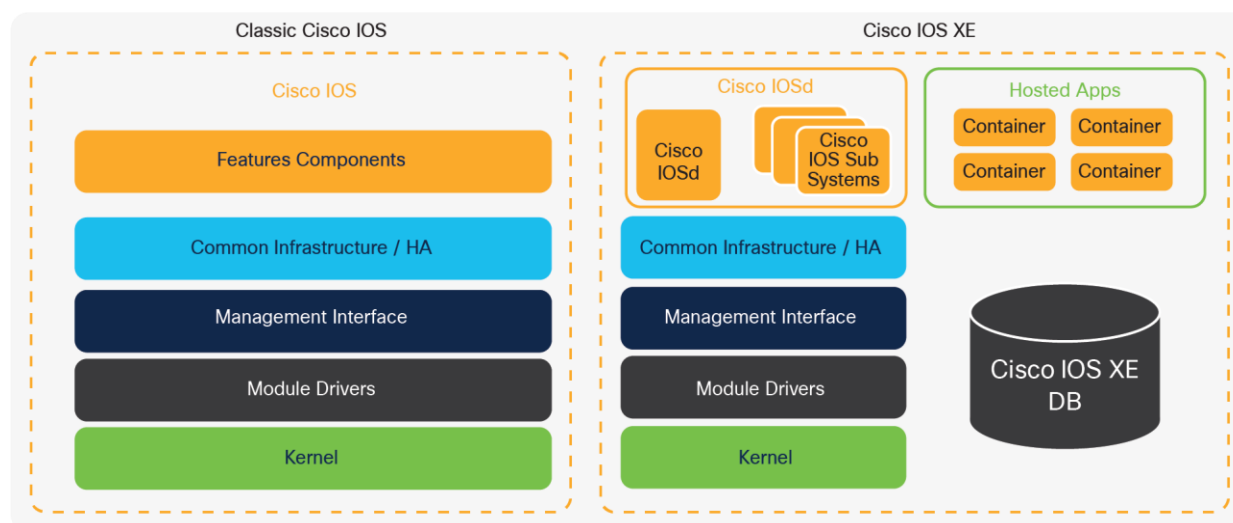 Classic Cisco IOS
Cisco IOS
Features Components
Common Infrastructure / HA
Management Interface
Module Drivers
Kernel
Cisco IOS XE
Cisco IOSd
Cisco
IOSd
Cisco
IOS Sub
Systems
Hosted Apps
Container
Container
Container
Container
Common Infrastructure / HA
Management Interface
Module Drivers
Kernel
Cisco IOS XE
DB